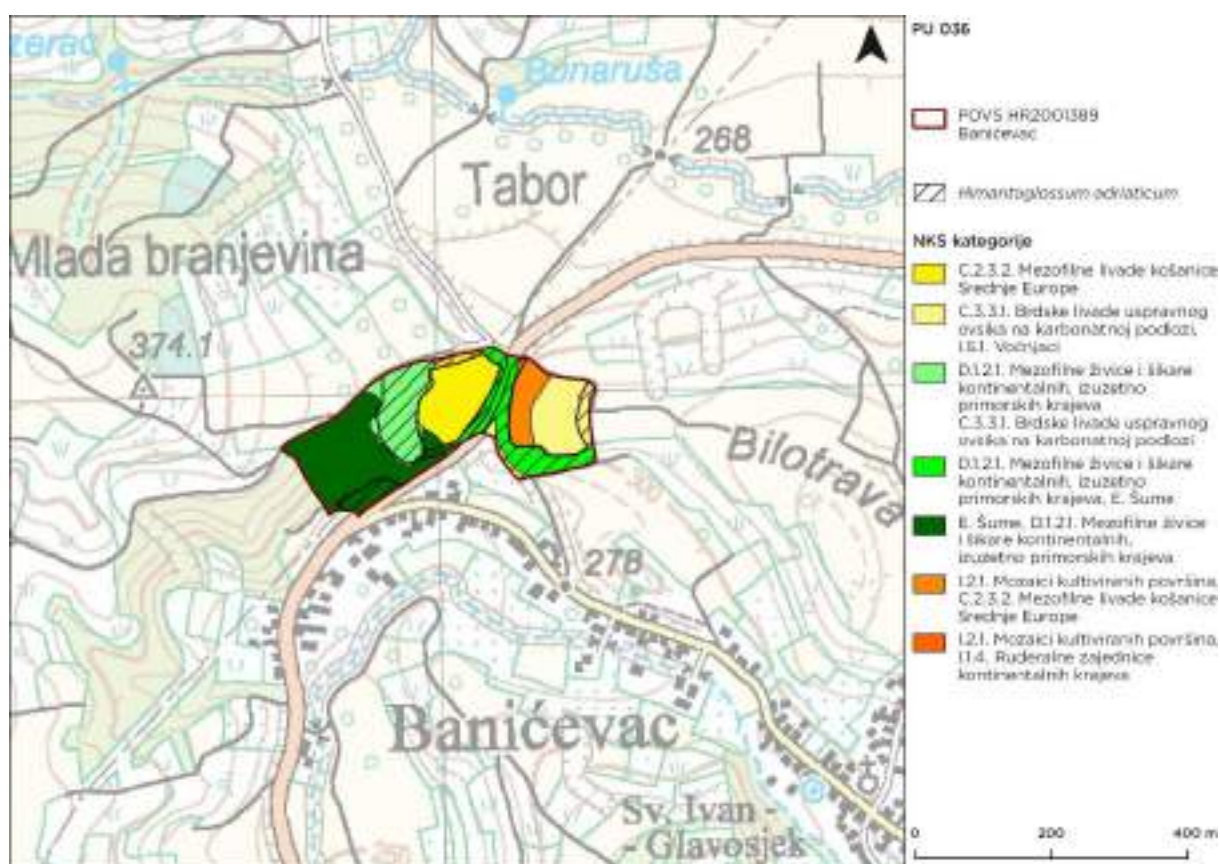 zerac
Bunaruša
268
Tabor
Mlada branjevina
374.1
Bilotrava
300
278
Banićevac
Sv. Ivan -
- Glavosjek
250
PU 036
POVS HR2001389
Banićevac
Himantoglossum adriaticum
NKS kategorije
C.2.3.2. Mezofilne livade košanice
Srednje Europe
C.3.3.1. Brdske livade uspravnog
ovsika na karbonatnoj podlozi,
I.5.1. Voćnjaci
D.1.2.1. Mezofilne živice i šikare
kontinentalnih, izuzetno
primorskih krajeva
C.3.3.1. Brdske livade uspravnog
ovsika na karbonatnoj podlozi
D.1.2.1. Mezofilne živice i šikare
kontinentalnih, izuzetno
primorskih krajeva, E. Šume
E. Šume, D.1.2.1. Mezofilne živice
i šikare kontinentalnih,
izuzetno primorskih krajeva
I.2.1. Mozaici kultiviranih površina,
C.2.3.2. Mezofilne livade košanice
Srednje Europe
I.2.1. Mozaici kultiviranih površina,
I.1.4. Ruderalne zajednice
kontinentalnih krajeva
0 200 400 m